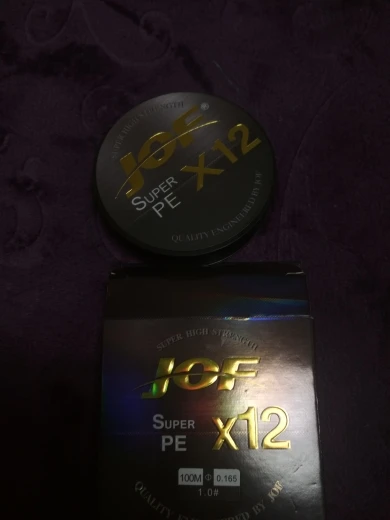 SUPER HIGH STRENGTH
JOF
®
SUPER
PE
X12
QUALITY ENGINEERED BY JOF
SUPER HIGH STRENGTH
JOF
SUPER
PE
x12
100M 0.165
1.0#
QUALITY ENGINEERED BY JOF